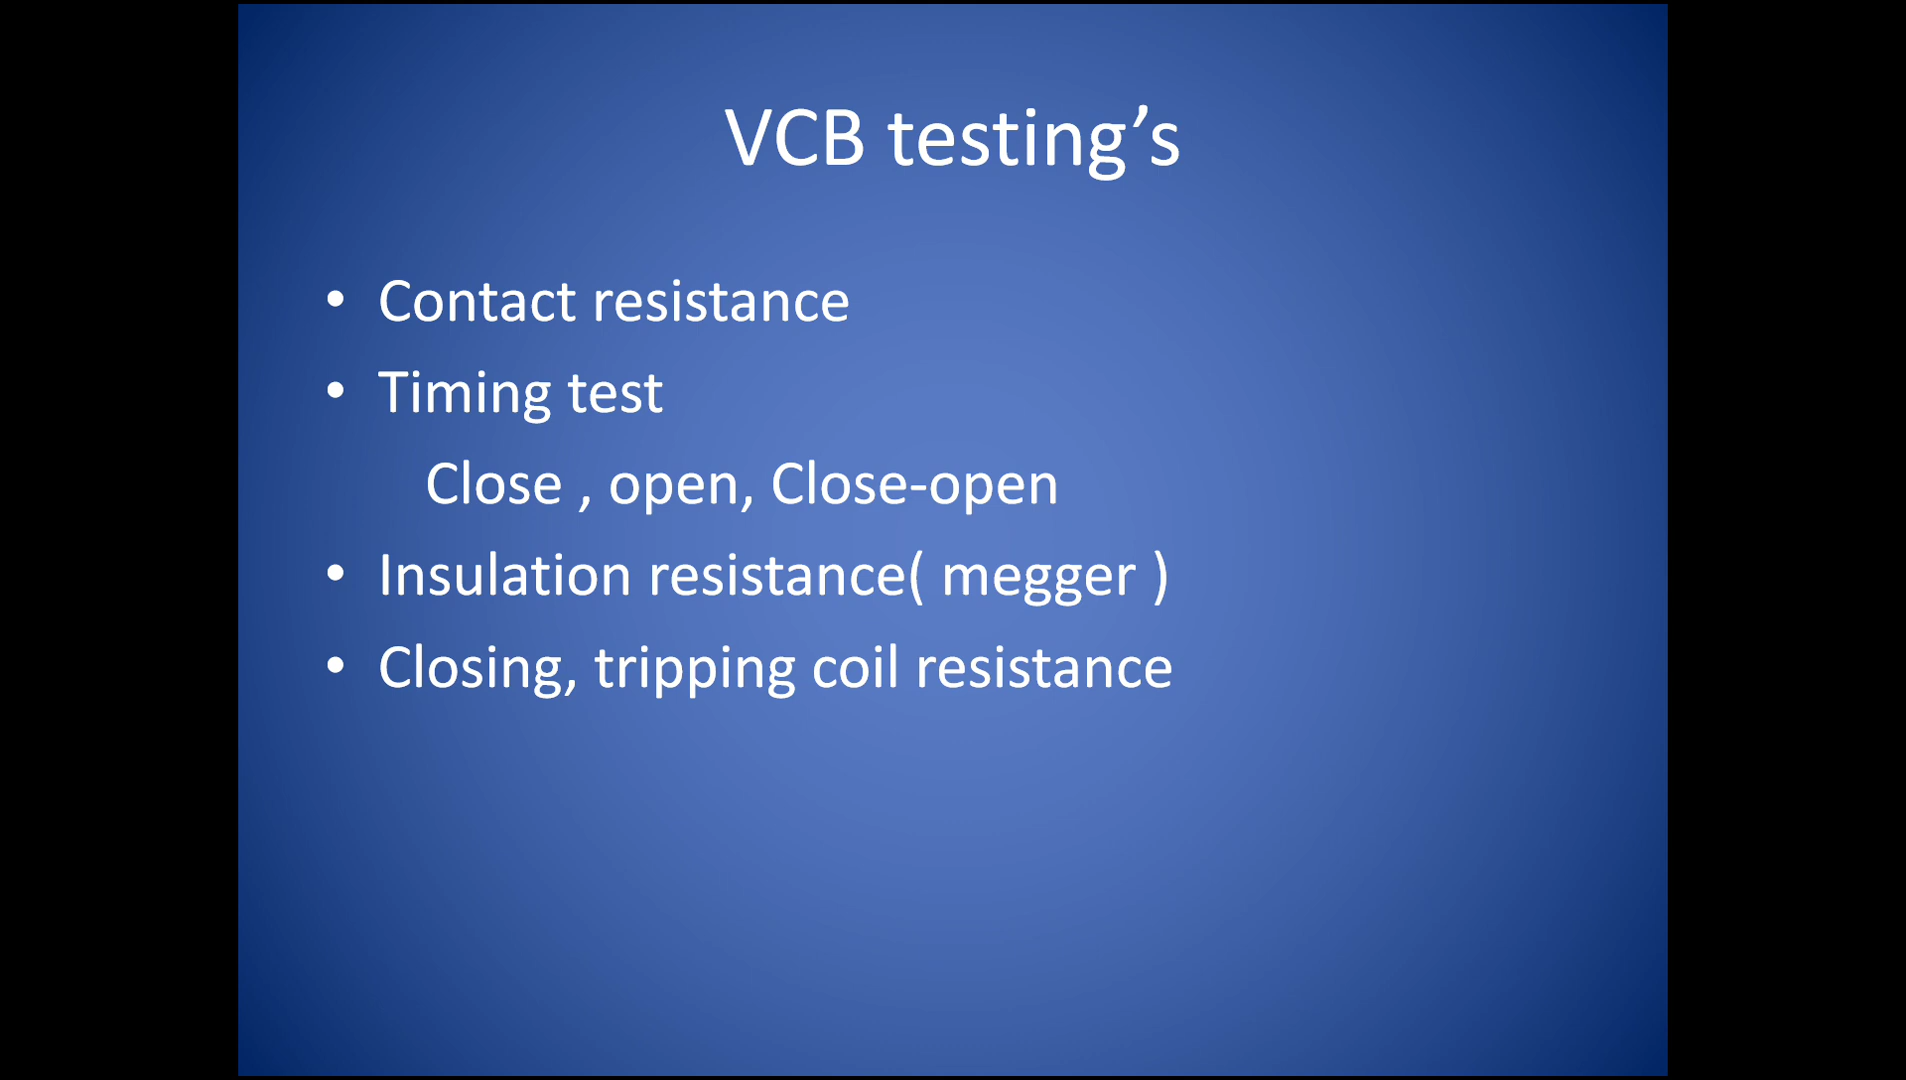 VCB testing’s
• Contact resistance
• Timing test
Close , open, Close-open
• Insulation resistance( megger )
• Closing, tripping coil resistance